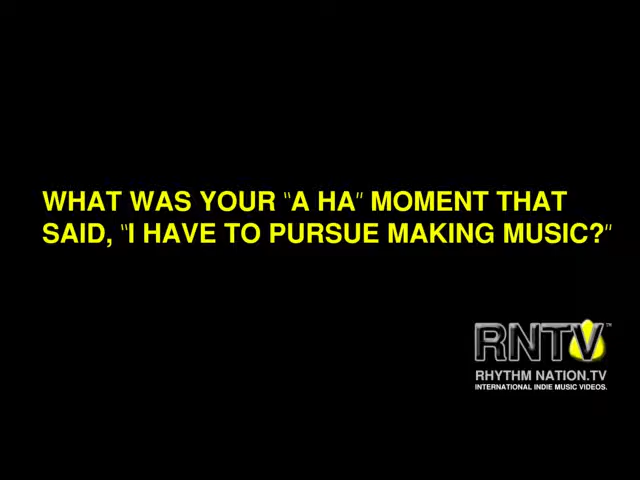 WHAT WAS YOUR “A HA” MOMENT THAT
SAID, “I HAVE TO PURSUE MAKING MUSIC?”
RNTV™
RHYTHM NATION.TV
INTERNATIONAL INDIE MUSIC VIDEOS.